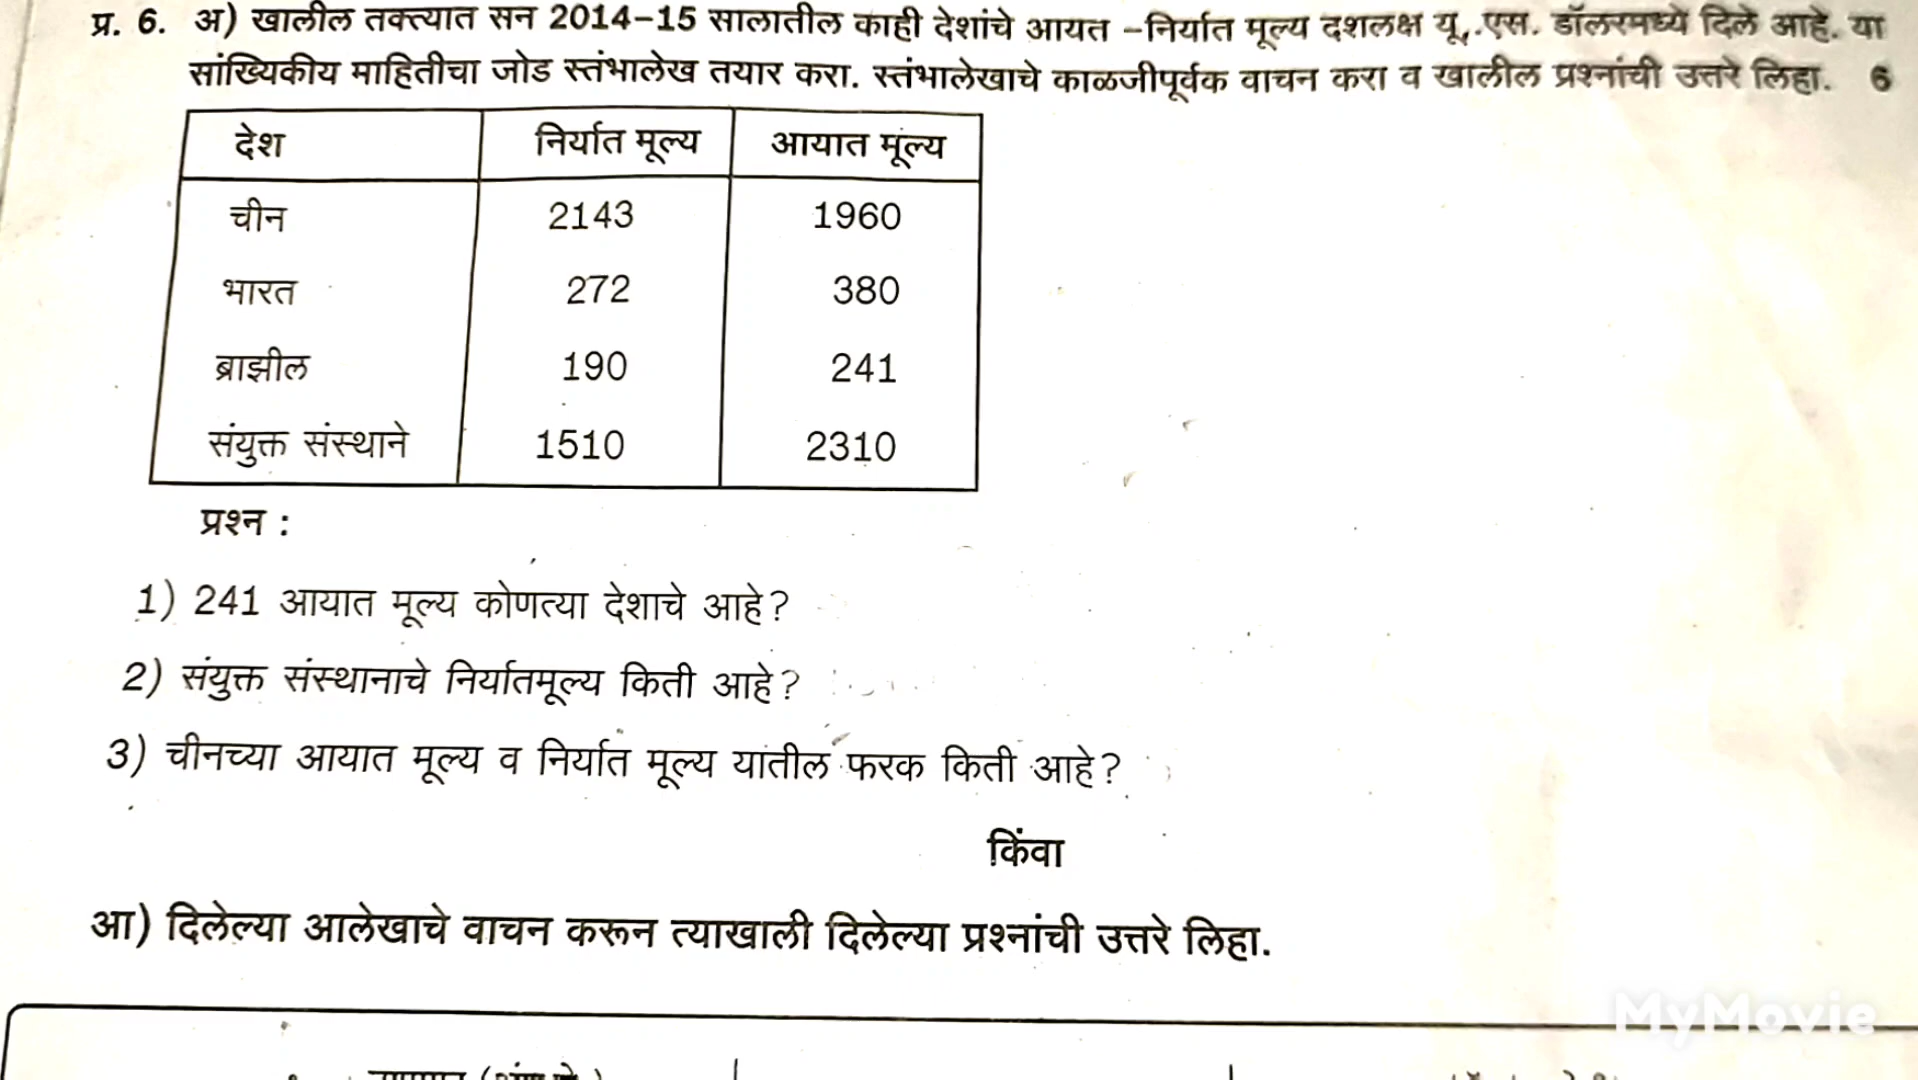 प्र. 6. अ) खालील तक्त्यात सन 2014-15 सालातील काही देशांचे आयत -निर्यात मूल्य दशलक्ष यू.एस. डॉलरमध्ये दिले आहे. या
सांख्यिकीय माहितीचा जोड स्तंभालेख तयार करा. स्तंभालेखाचे काळजीपूर्वक वाचन करा व खालील प्रश्नांची उत्तरे लिहा. 6
देश निर्यात मूल्य आयात मूल्य
चीन 2143 1960
भारत 272 380
ब्राझील 190 241
संयुक्त संस्थाने 1510 2310
प्रश्न :
1) 241 आयात मूल्य कोणत्या देशाचे आहे?
2) संयुक्त संस्थानाचे निर्यातमूल्य किती आहे?
3) चीनच्या आयात मूल्य व निर्यात मूल्य यांतील फरक किती आहे?
किंवा
आ) दिलेल्या आलेखाचे वाचन करून त्याखाली दिलेल्या प्रश्नांची उत्तरे लिहा.
MyMovie